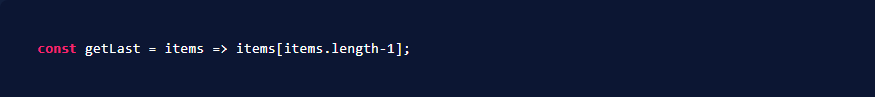 const getLast = items => items[items.length-1];